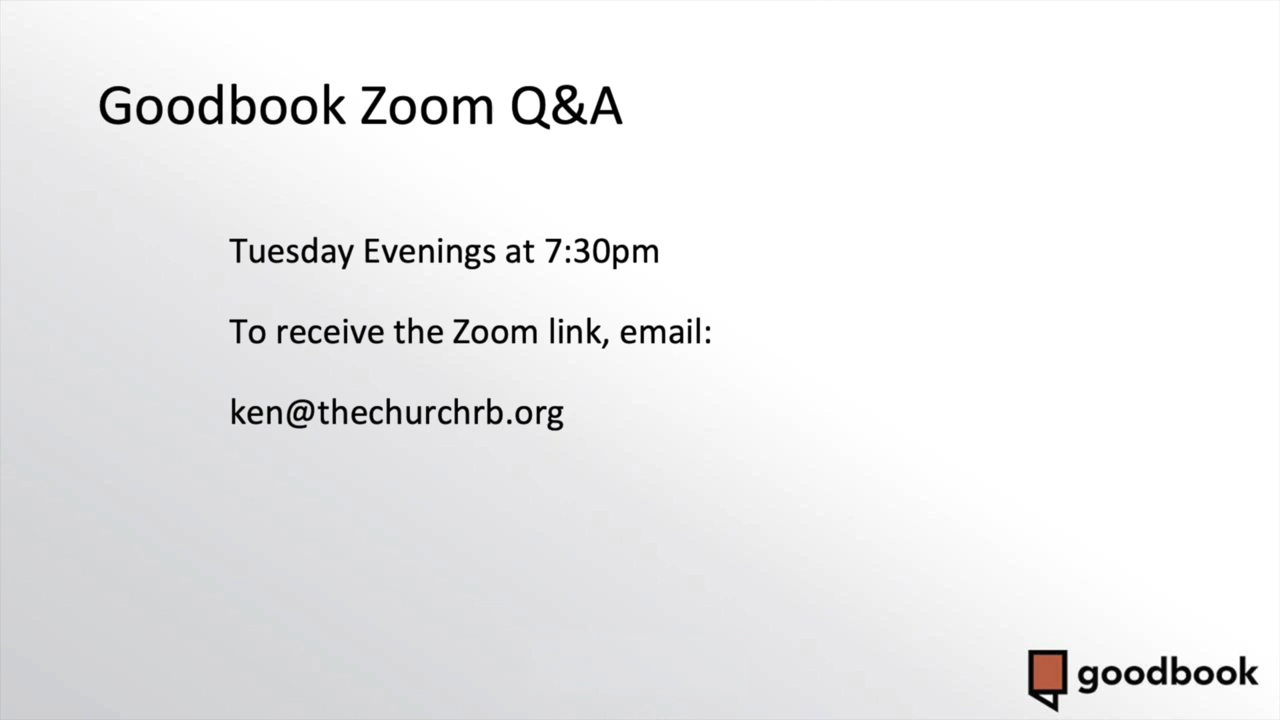 Goodbook Zoom Q&A
Tuesday Evenings at 7:30pm
To receive the Zoom link, email:
ken@thechurchrb.org
goodbook